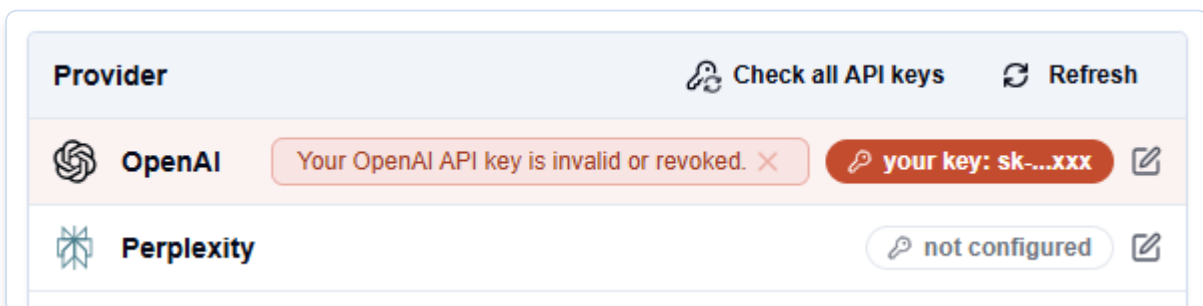 Provider Check all API keys Refresh
OpenAI Your OpenAI API key is invalid or revoked. your key: sk-...xxx
Perplexity not configured